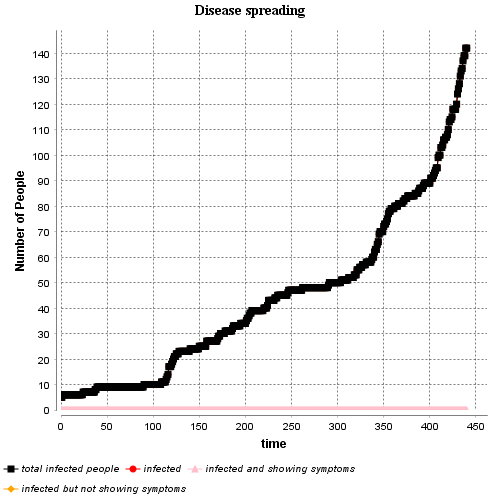 Disease spreading
Number of People
140
130
120
110
100
90
80
70
60
50
40
30
20
10
0
0 50 100 150 200 250 300 350 400 450
time
total infected people infected infected and showing symptoms
infected but not showing symptoms